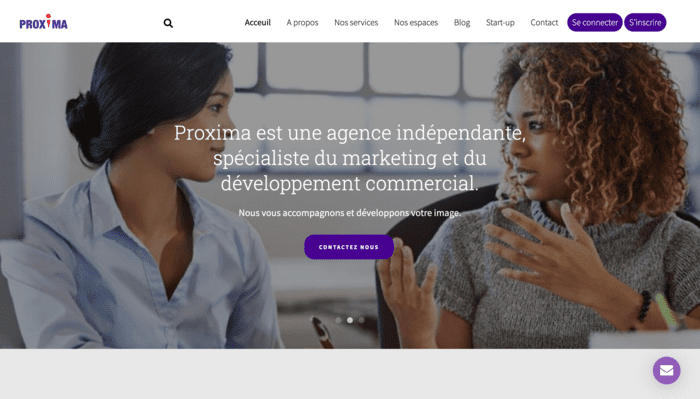 PROXIMA
Acceuil A propos Nos services Nos espaces Blog Start-up Contact Se connecter S'inscrire
Proxima est une agence indépendante,
spécialiste du marketing et du
développement commercial.
Nous vous accompagnons et développons votre image.
CONTACTEZ NOUS